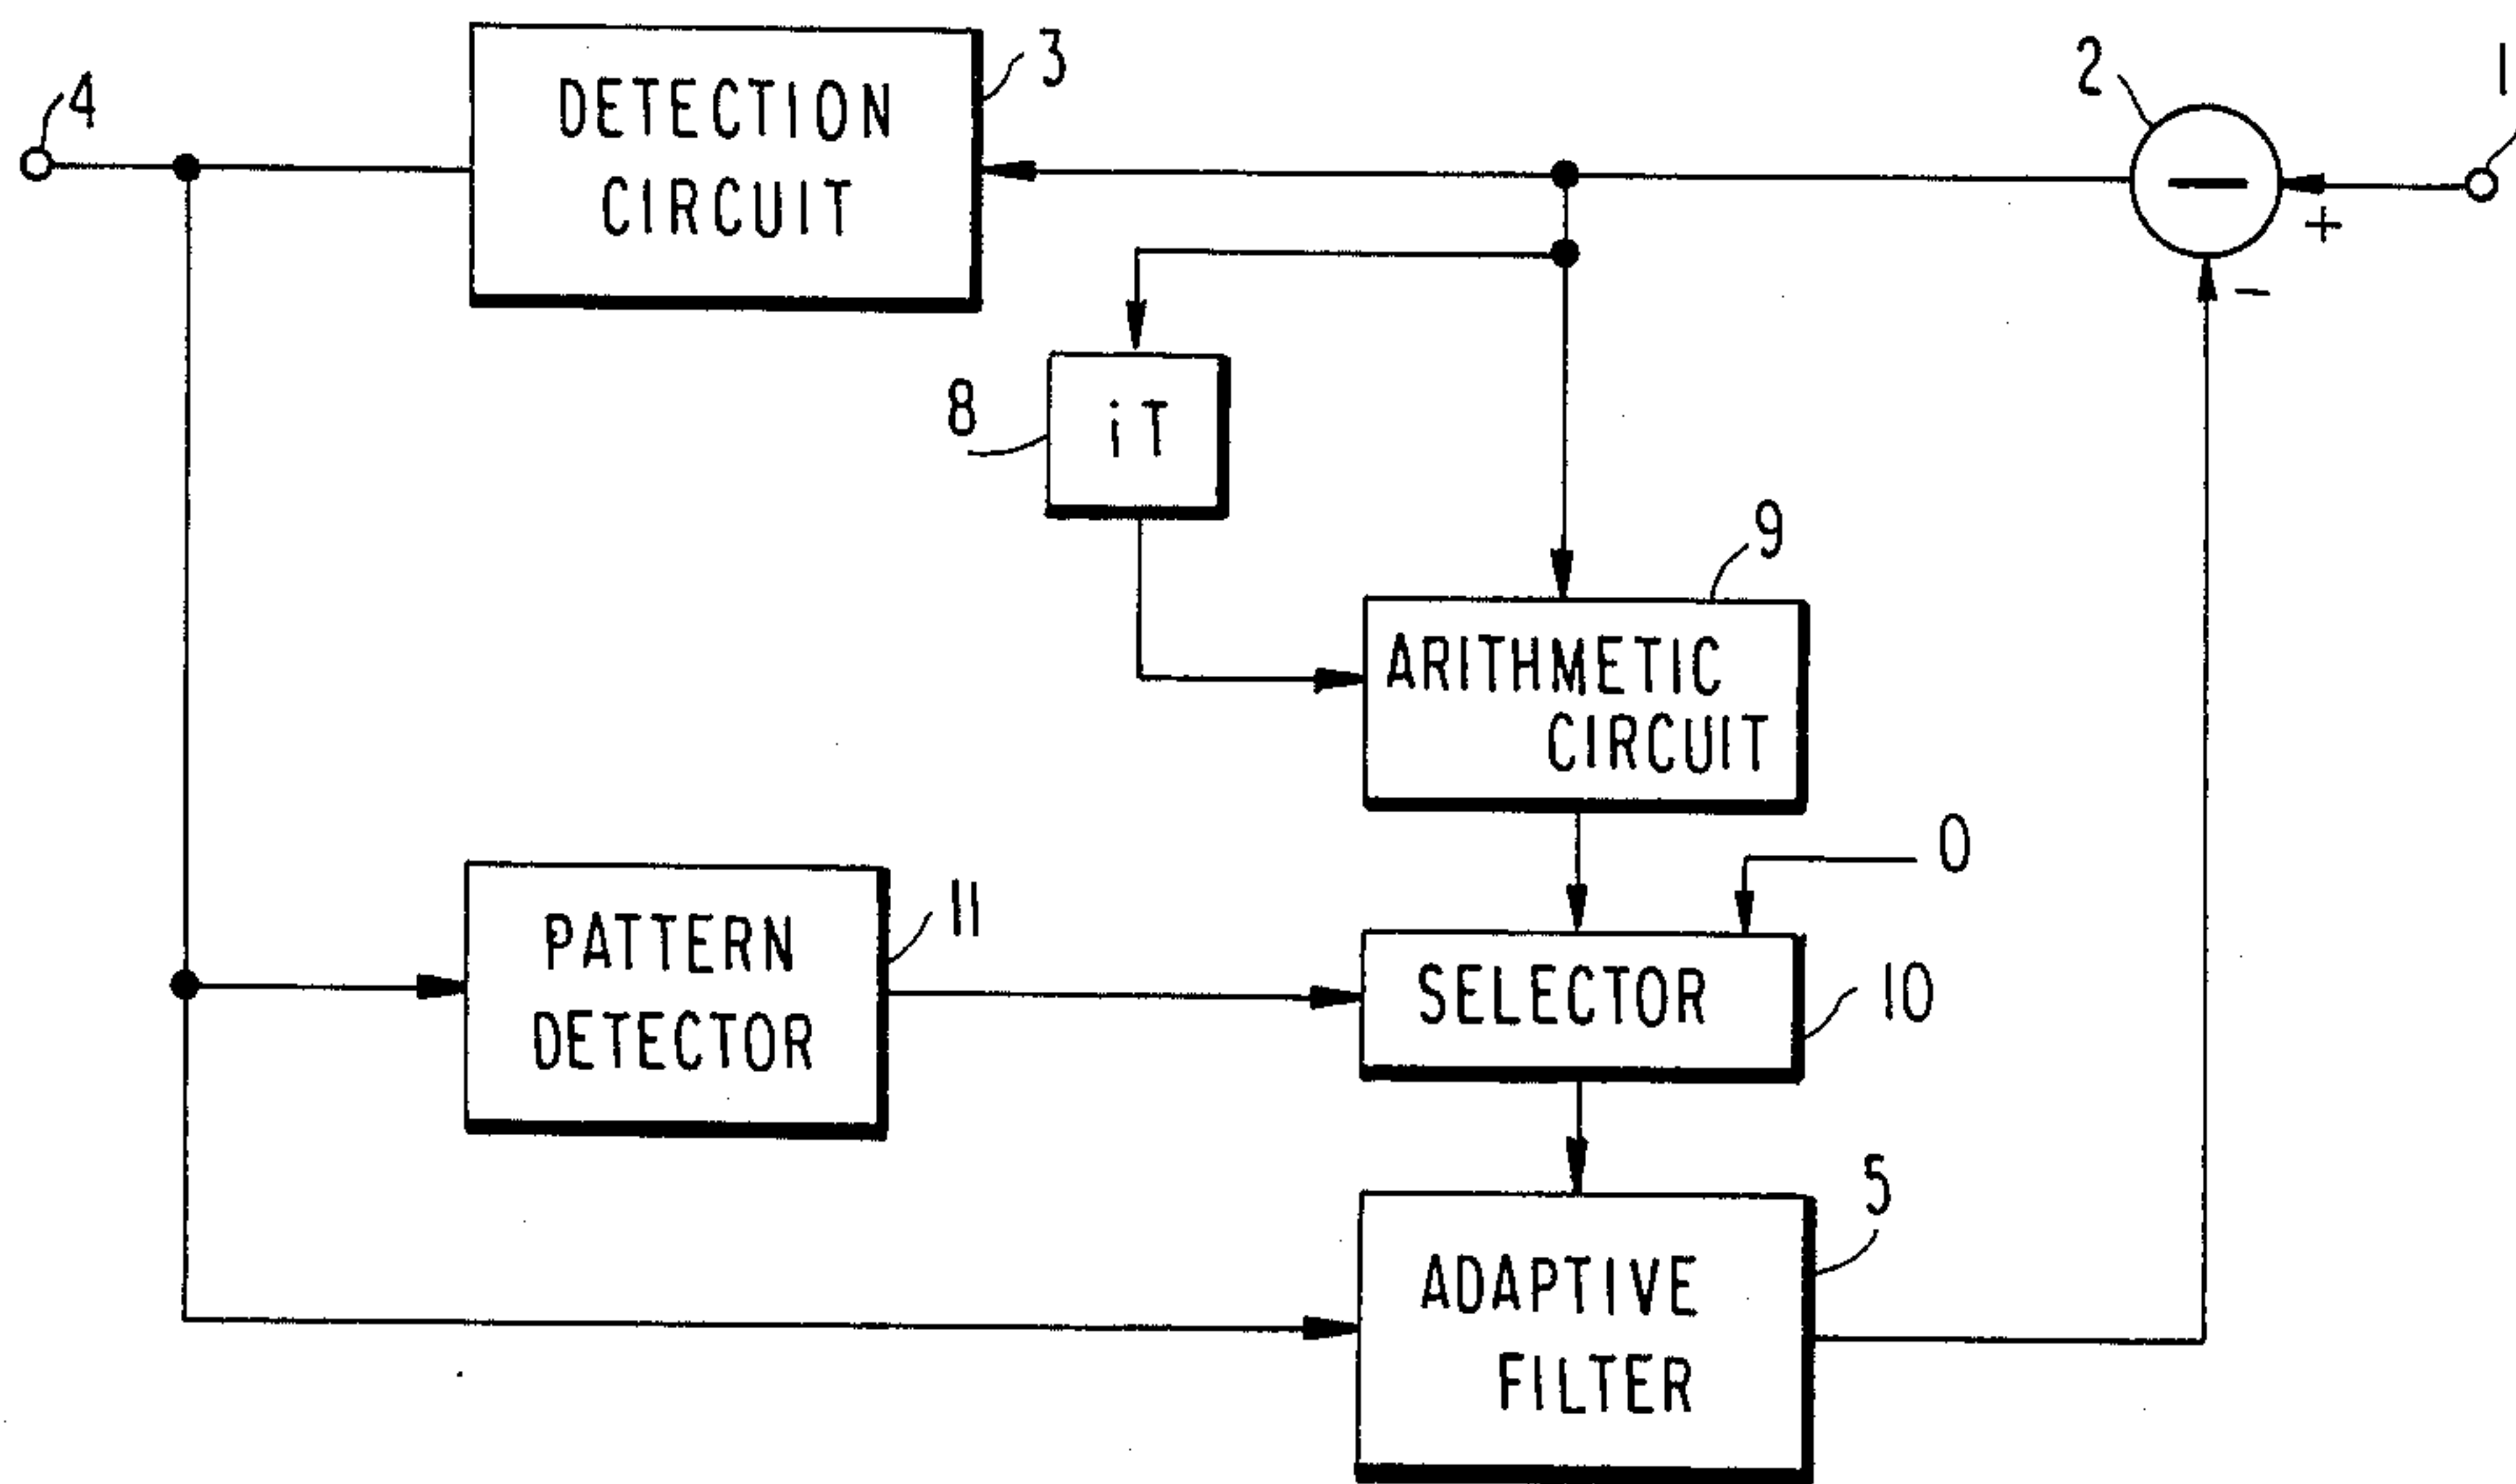 4
DETECTION
CIRCUIT
3
2
1
−
+
−
8
iT
9
ARITHMETIC
CIRCUIT
0
PATTERN
DETECTOR
11
SELECTOR
10
5
ADAPTIVE
FILTER